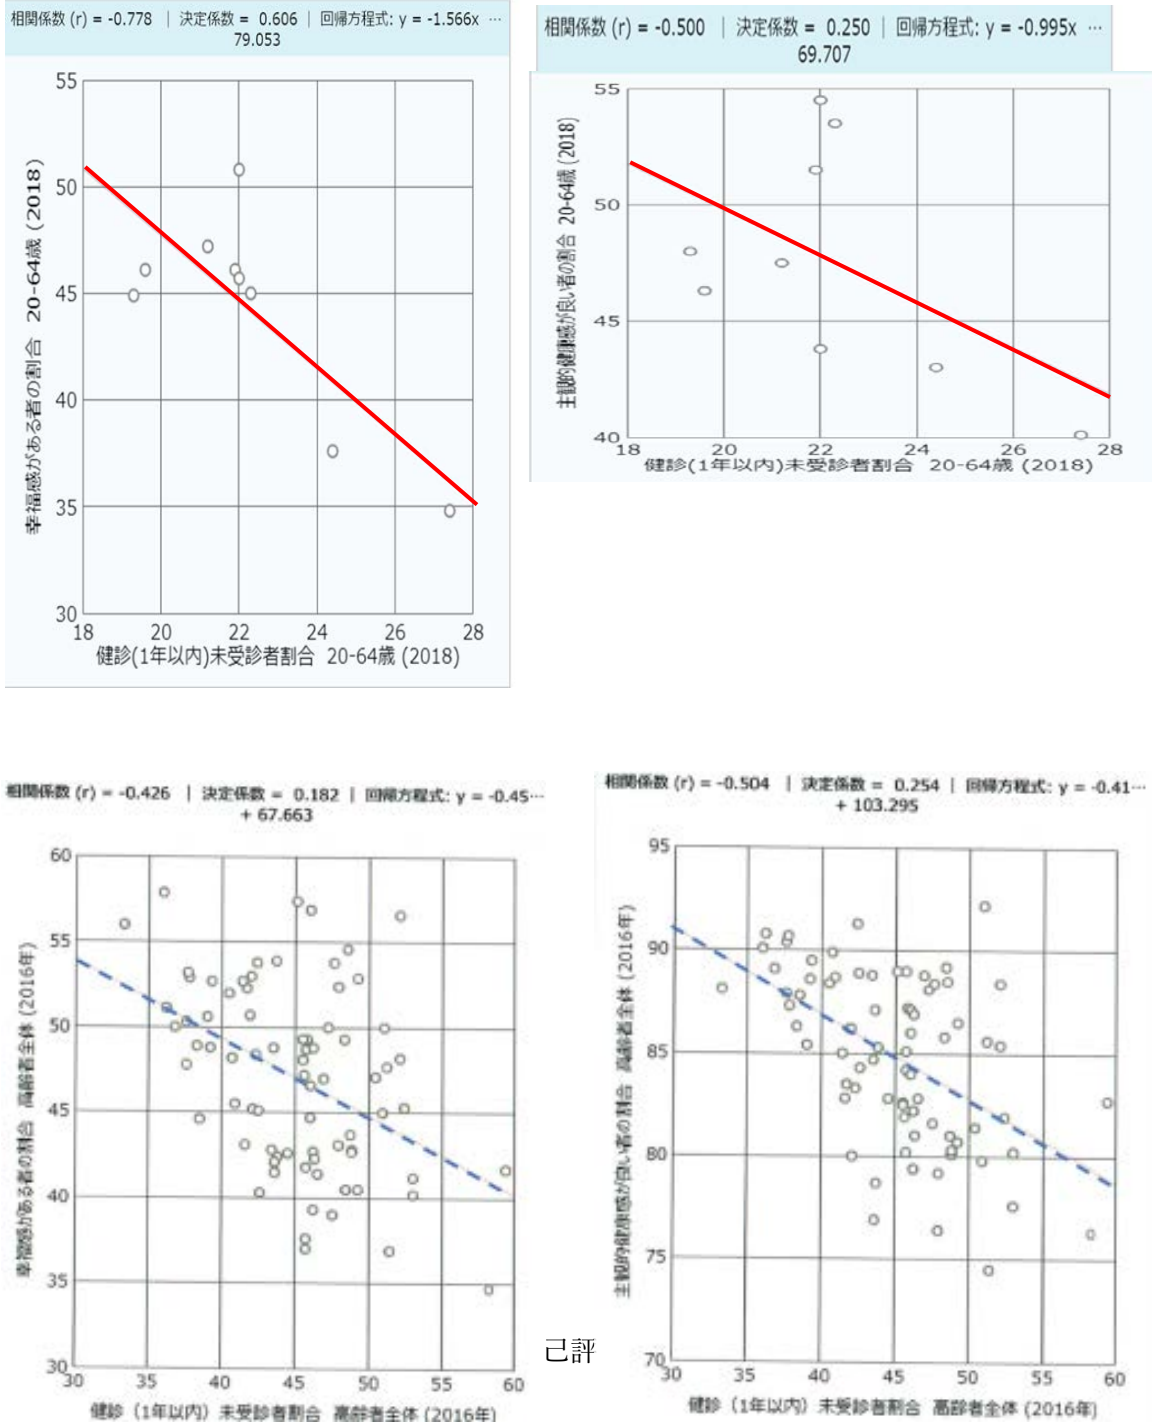 相関係数 (r) = -0.778 | 決定係数 = 0.606 | 回帰方程式: y = -1.566x …
79.053
55
50
45
40
35
30
18 20 22 24 26 28
幸福感がある者の割合 20-64歳 (2018)
健診(1年以内)未受診者割合 20-64歳 (2018)
相関係数 (r) = -0.500 | 決定係数 = 0.250 | 回帰方程式: y = -0.995x …
69.707
55
50
45
40
18 20 22 24 26 28
主観的健康感が良い者の割合 20-64歳 (2018)
健診(1年以内)未受診者割合 20-64歳 (2018)
相関係数 (r) = -0.426 | 決定係数 = 0.182 | 回帰方程式: y = -0.45…
+ 67.663
60
55
50
45
40
35
30
30 35 40 45 50 55 60
幸福感がある者の割合 高齢者全体 (2016年)
健診（1年以内）未受診者割合 高齢者全体 (2016年)
己評
相関係数 (r) = -0.504 | 決定係数 = 0.254 | 回帰方程式: y = -0.41…
+ 103.295
95
90
85
80
75
70
30 35 40 45 50 55 60
主観的健康感が良い者の割合 高齢者全体 (2016年)
健診（1年以内）未受診者割合 高齢者全体 (2016年)